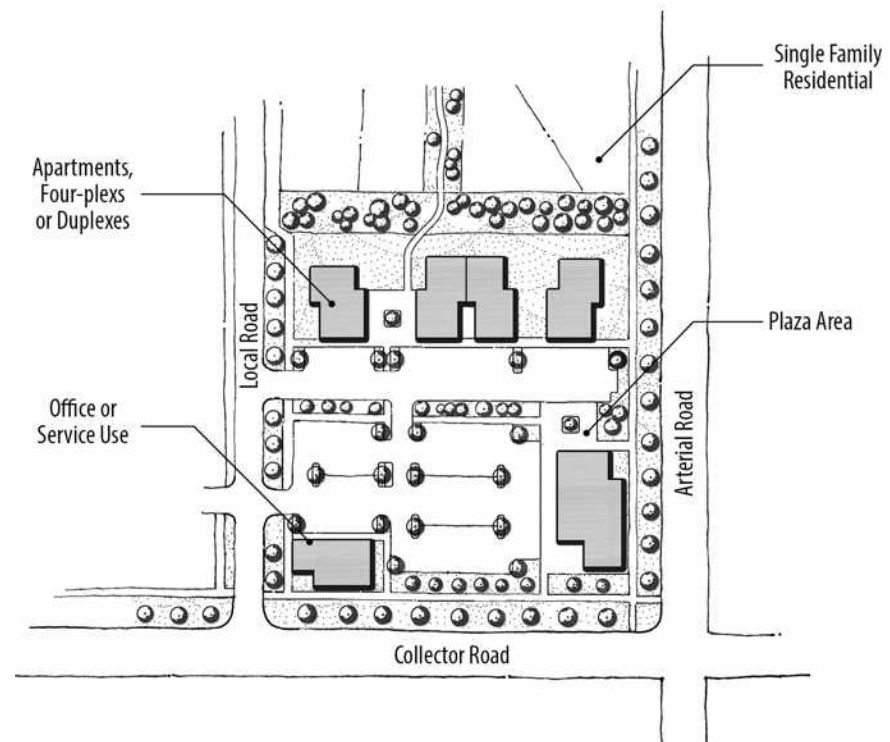 Single Family
Residential
Apartments,
Four-plexs
or Duplexes
Plaza Area
Local Road
Office or
Service Use
Arterial Road
Collector Road